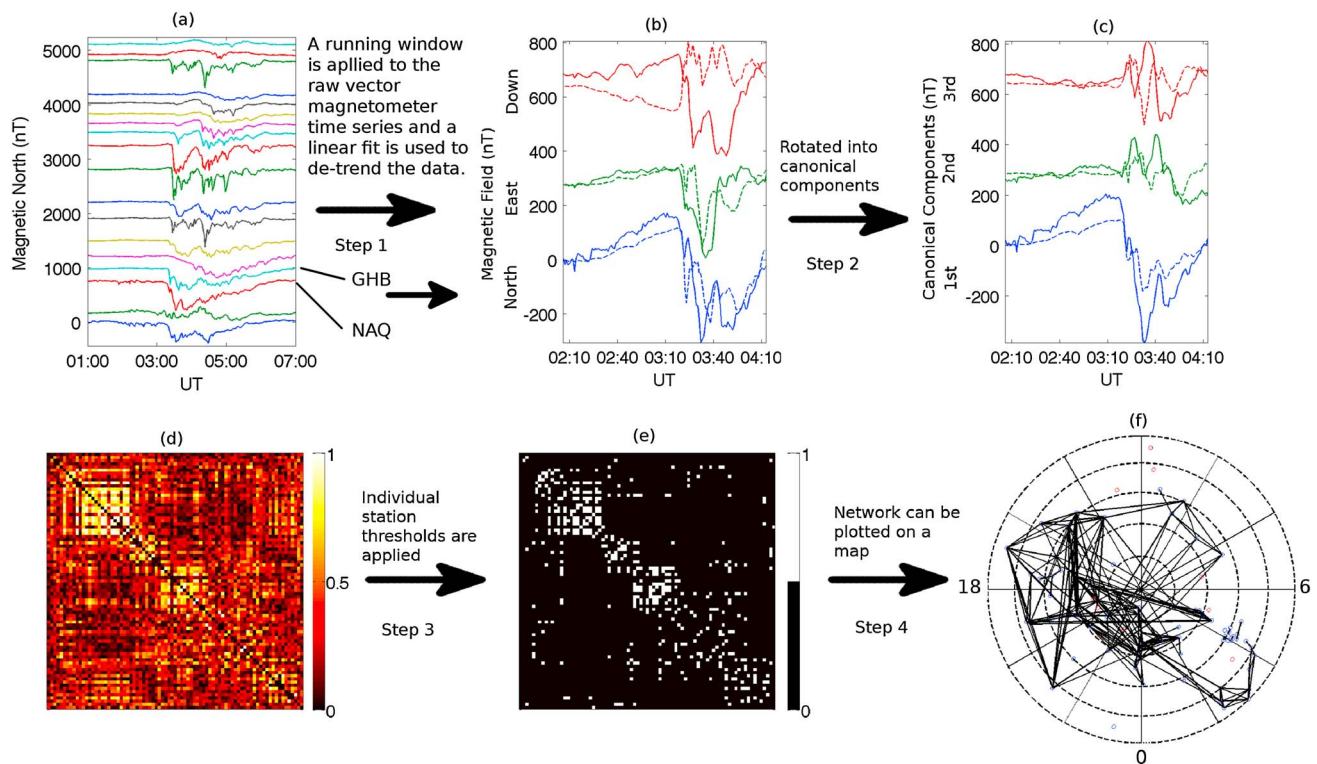 (a)
Magnetic North (nT)
5000
4000
3000
2000
1000
0
01:00 03:00 05:00 07:00
UT
A running window
is apllied to the
raw vector
magnetometer
time series and a
linear fit is used to
de-trend the data.
Step 1
GHB
NAQ
(b)
Magnetic Field (nT)
North East Down
800
600
400
200
0
-200
02:10 02:40 03:10 03:40 04:10
UT
Rotated into
canonical
components
Step 2
(c)
Canonical Components (nT)
1st 2nd 3rd
800
600
400
200
0
-200
02:10 02:40 03:10 03:40 04:10
UT
(d)
1
0.5
0
Individual
station
thresholds are
applied
Step 3
(e)
1
0
Network can be
plotted on a
map
Step 4
(f)
18
6
0